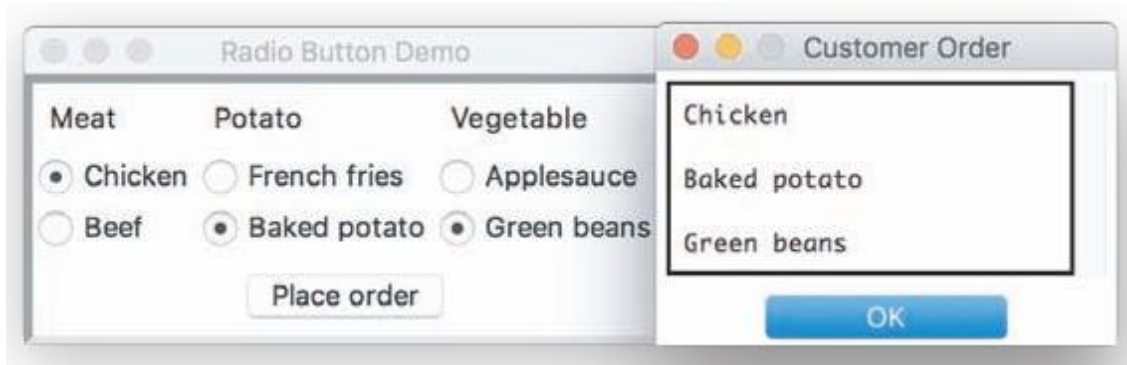 Radio Button Demo
Meat Potato Vegetable
Chicken French fries Applesauce
Beef Baked potato Green beans
Place order
Customer Order
Chicken
Baked potato
Green beans
OK